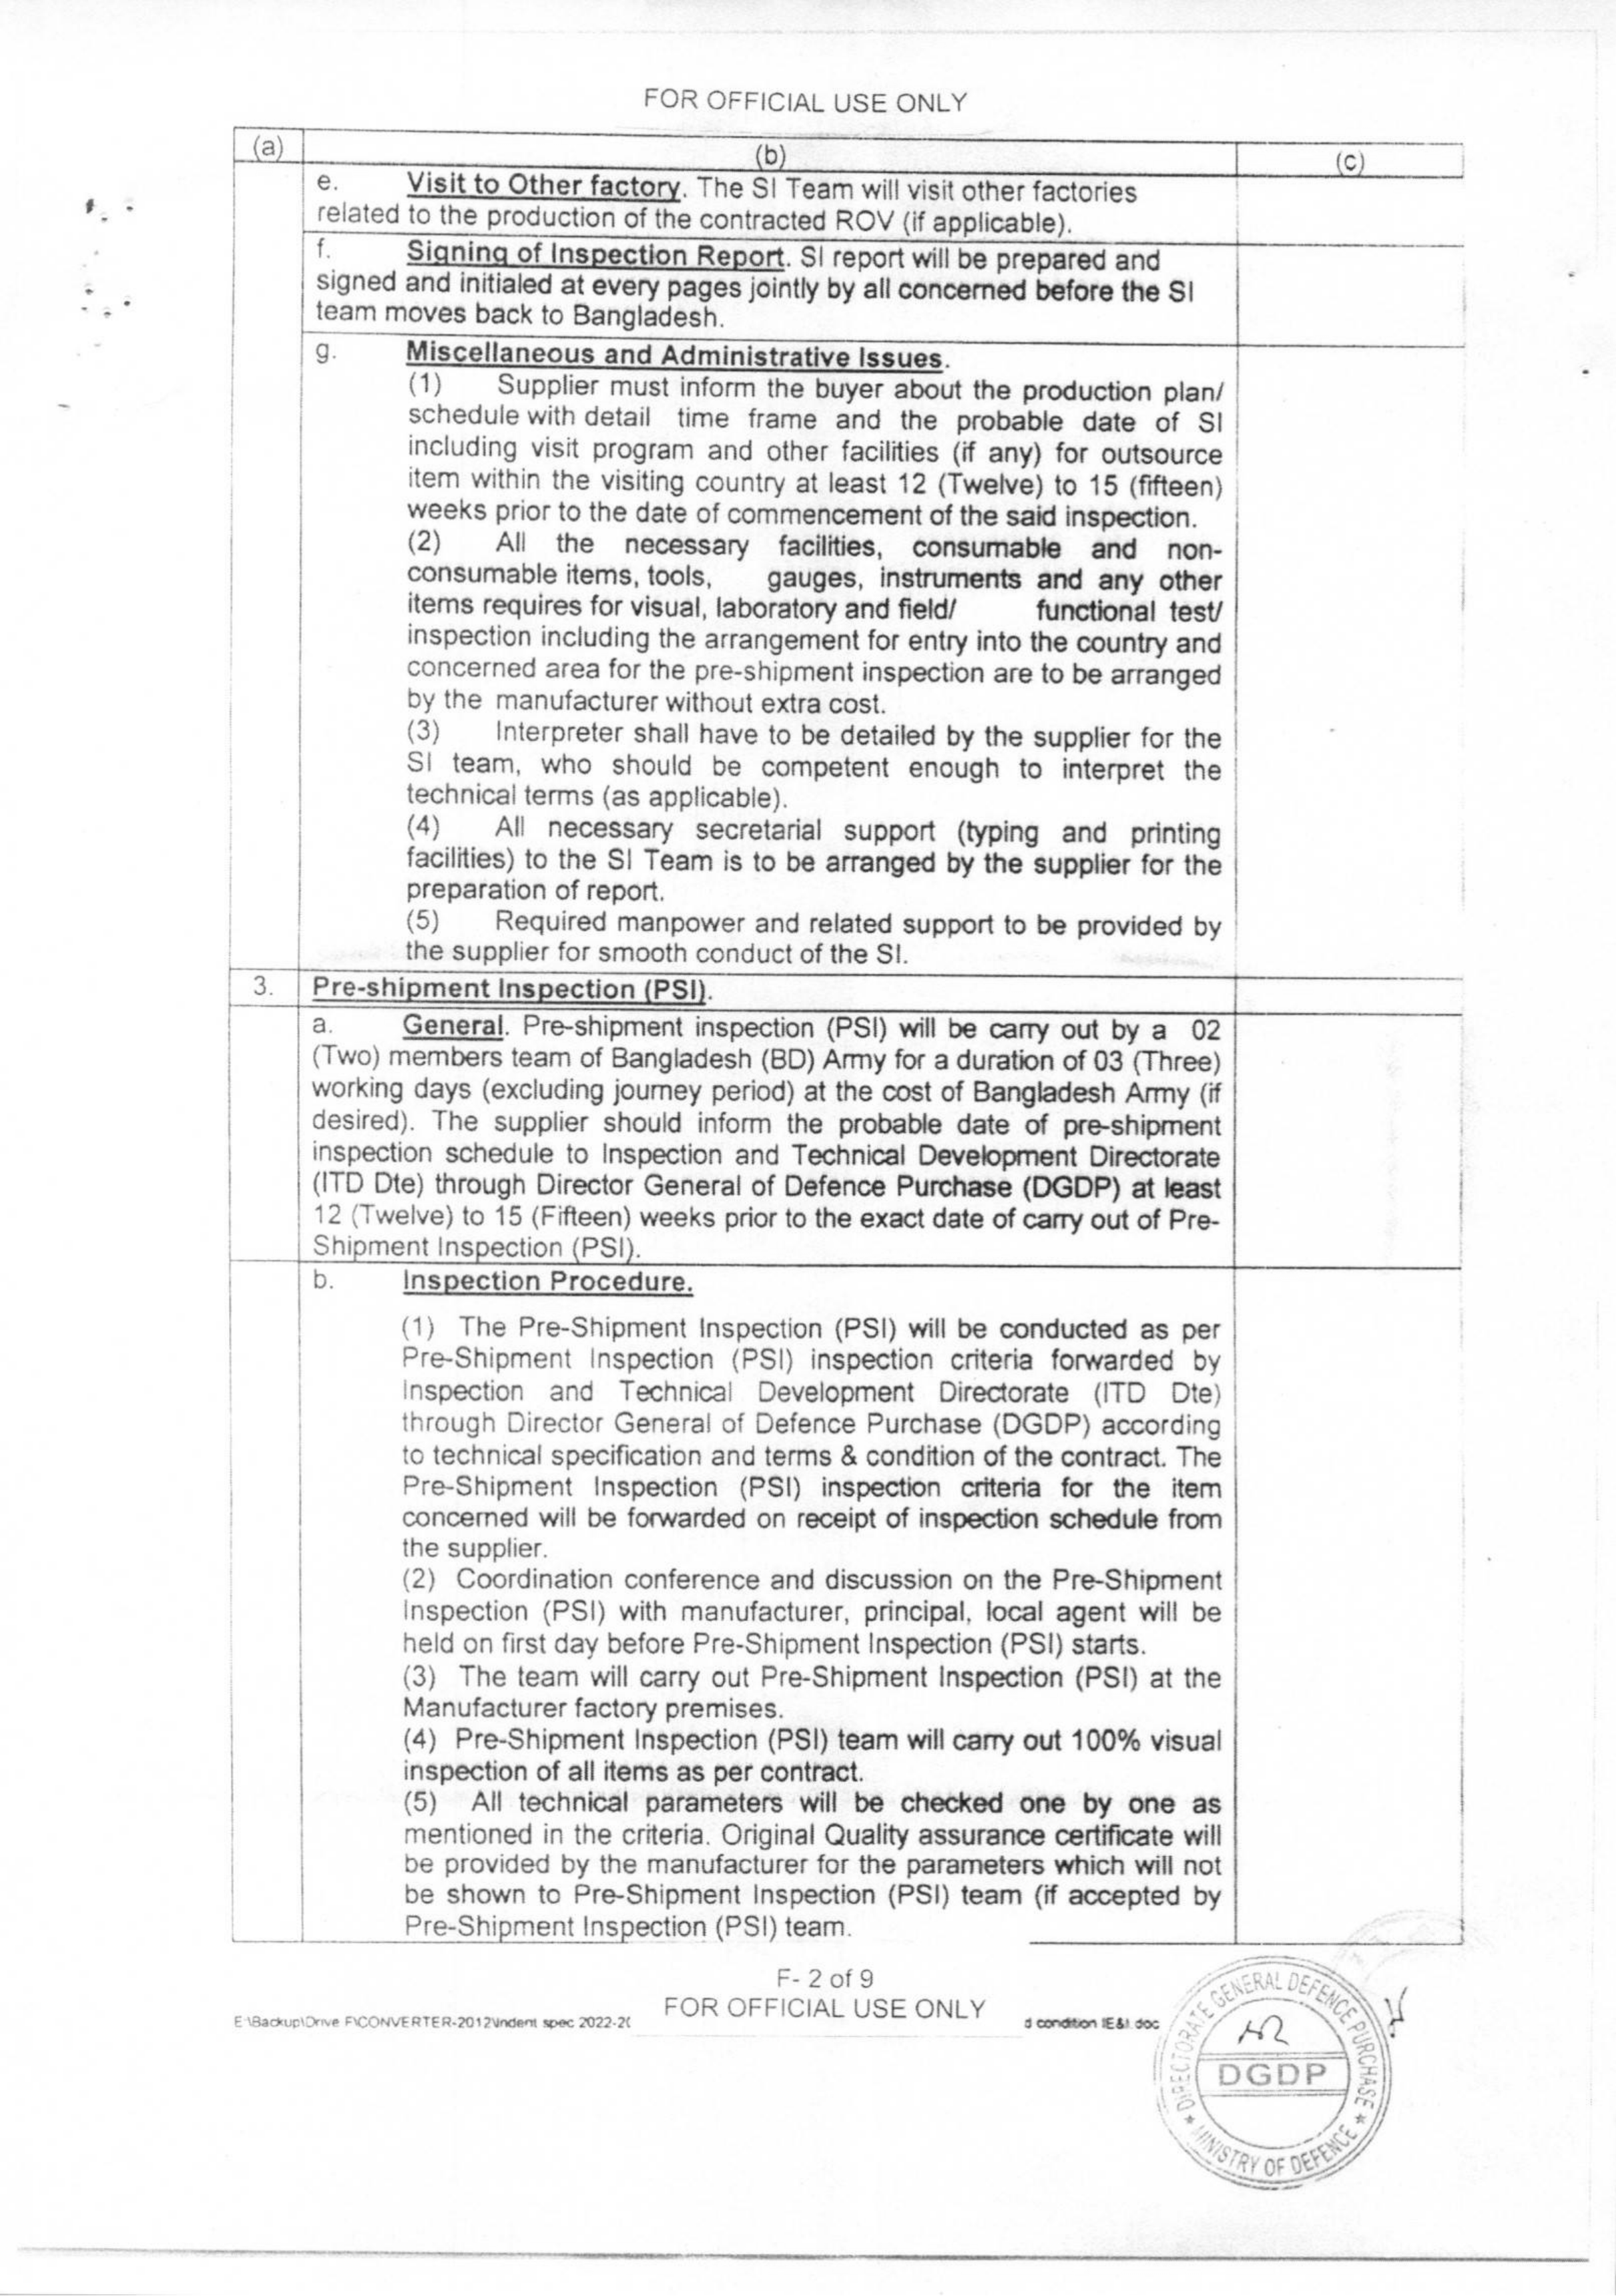 FOR OFFICIAL USE ONLY
(a) (b) (c)
e. Visit to Other factory. The SI Team will visit other factories
related to the production of the contracted ROV (if applicable).
f. Signing of Inspection Report. SI report will be prepared and
signed and initialed at every pages jointly by all concerned before the SI
team moves back to Bangladesh.
g. Miscellaneous and Administrative Issues.
(1) Supplier must inform the buyer about the production plan/
schedule with detail time frame and the probable date of SI
including visit program and other facilities (if any) for outsource
item within the visiting country at least 12 (Twelve) to 15 (fifteen)
weeks prior to the date of commencement of the said inspection.
(2) All the necessary facilities, consumable and non-
consumable items, tools, gauges, instruments and any other
items requires for visual, laboratory and field/ functional test/
inspection including the arrangement for entry into the country and
concerned area for the pre-shipment inspection are to be arranged
by the manufacturer without extra cost.
(3) Interpreter shall have to be detailed by the supplier for the
SI team, who should be competent enough to interpret the
technical terms (as applicable).
(4) All necessary secretarial support (typing and printing
facilities) to the SI Team is to be arranged by the supplier for the
preparation of report.
(5) Required manpower and related support to be provided by
the supplier for smooth conduct of the SI.
3. Pre-shipment Inspection (PSI).
a. General. Pre-shipment inspection (PSI) will be carry out by a 02
(Two) members team of Bangladesh (BD) Army for a duration of 03 (Three)
working days (excluding journey period) at the cost of Bangladesh Army (if
desired). The supplier should inform the probable date of pre-shipment
inspection schedule to Inspection and Technical Development Directorate
(ITD Dte) through Director General of Defence Purchase (DGDP) at least
12 (Twelve) to 15 (Fifteen) weeks prior to the exact date of carry out of Pre-
Shipment Inspection (PSI).
b. Inspection Procedure.
(1) The Pre-Shipment Inspection (PSI) will be conducted as per
Pre-Shipment Inspection (PSI) inspection criteria forwarded by
Inspection and Technical Development Directorate (ITD Dte)
through Director General of Defence Purchase (DGDP) according
to technical specification and terms & condition of the contract. The
Pre-Shipment Inspection (PSI) inspection criteria for the item
concerned will be forwarded on receipt of inspection schedule from
the supplier.
(2) Coordination conference and discussion on the Pre-Shipment
Inspection (PSI) with manufacturer, principal, local agent will be
held on first day before Pre-Shipment Inspection (PSI) starts.
(3) The team will carry out Pre-Shipment Inspection (PSI) at the
Manufacturer factory premises.
(4) Pre-Shipment Inspection (PSI) team will carry out 100% visual
inspection of all items as per contract.
(5) All technical parameters will be checked one by one as
mentioned in the criteria. Original Quality assurance certificate will
be provided by the manufacturer for the parameters which will not
be shown to Pre-Shipment Inspection (PSI) team (if accepted by
Pre-Shipment Inspection (PSI) team.
F- 2 of 9
FOR OFFICIAL USE ONLY
E:\Backup\Drive F\CONVERTER-2012\Indent spec 2022-20 d condition IE&I.doc
DIRECTORATE GENERAL DEFENCE PURCHASE
DGDP
★ MINISTRY OF DEFENCE ★